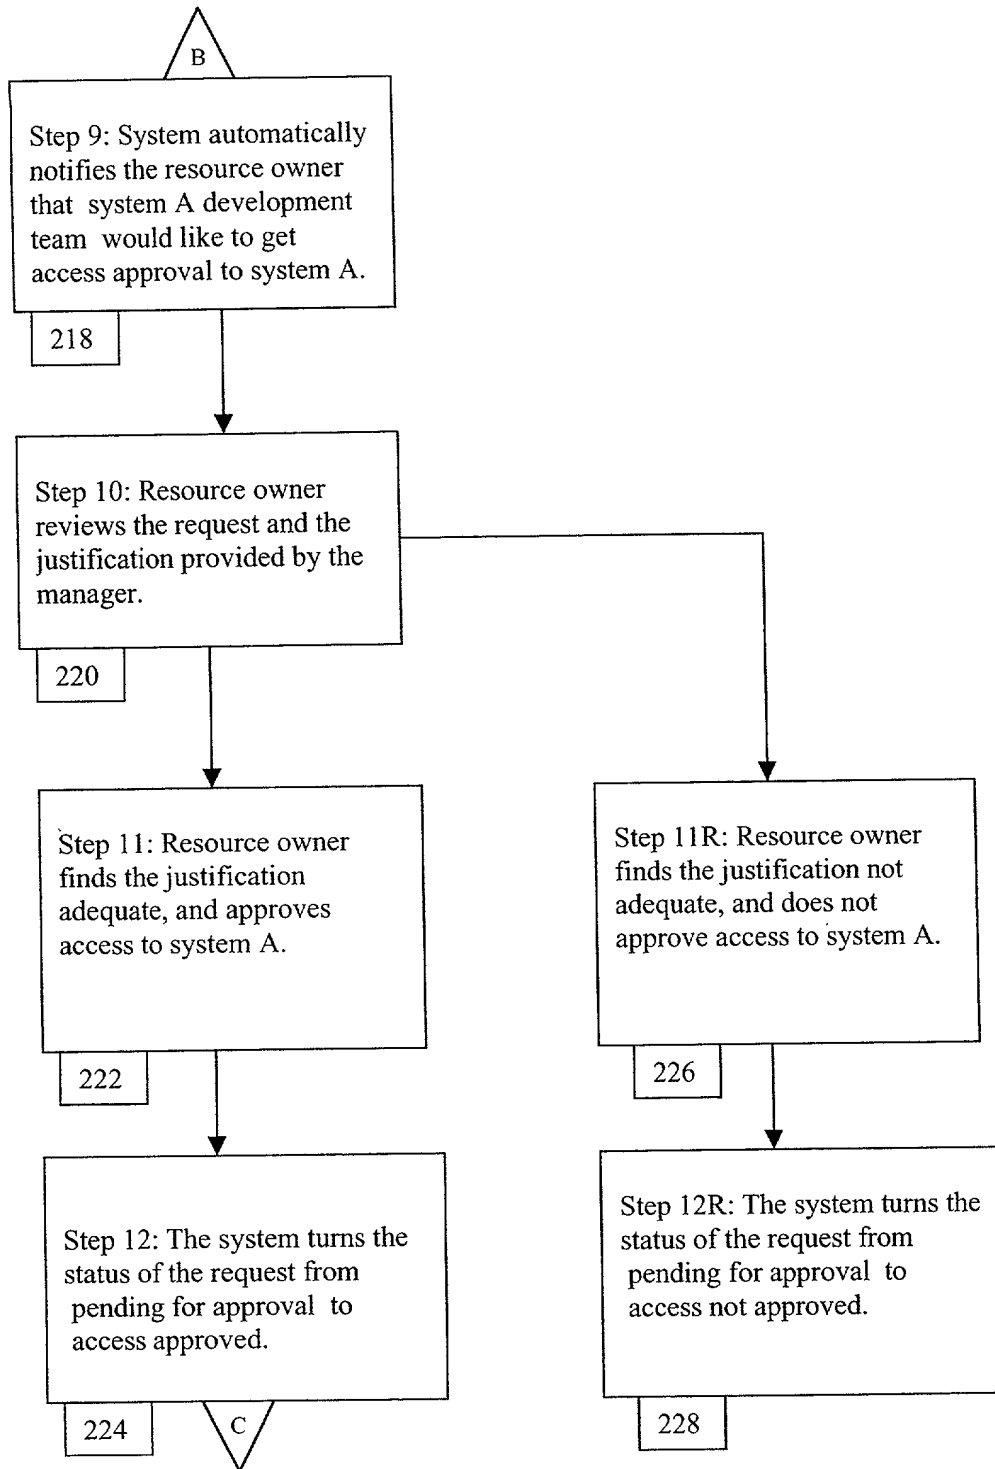 B
Step 9: System automatically
notifies the resource owner
that system A development
team would like to get
access approval to system A.
218
Step 10: Resource owner
reviews the request and the
justification provided by the
manager.
220
Step 11: Resource owner
finds the justification
adequate, and approves
access to system A.
222
Step 11R: Resource owner
finds the justification not
adequate, and does not
approve access to system A.
226
Step 12: The system turns the
status of the request from
pending for approval to
access approved.
224
C
Step 12R: The system turns the
status of the request from
pending for approval to
access not approved.
228